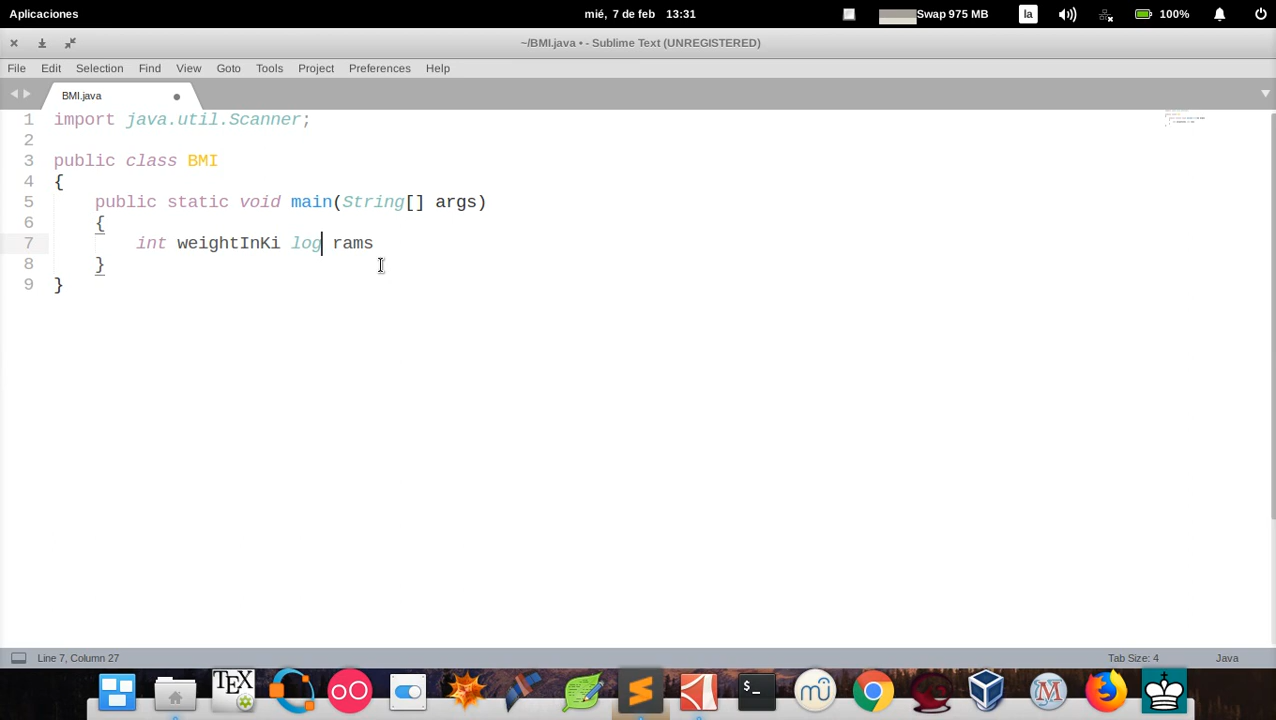 Aplicaciones mié, 7 de feb 13:31 Swap 975 MB la 100%
~/BMI.java • - Sublime Text (UNREGISTERED)
File Edit Selection Find View Goto Tools Project Preferences Help
BMI.java
1 import java.util.Scanner;
2
3 public class BMI
4 {
5 public static void main(String[] args)
6 {
7 int weightInKi log rams
8 }
9 }
Line 7, Column 27 Tab Size: 4 Java
TEX >_ mu M